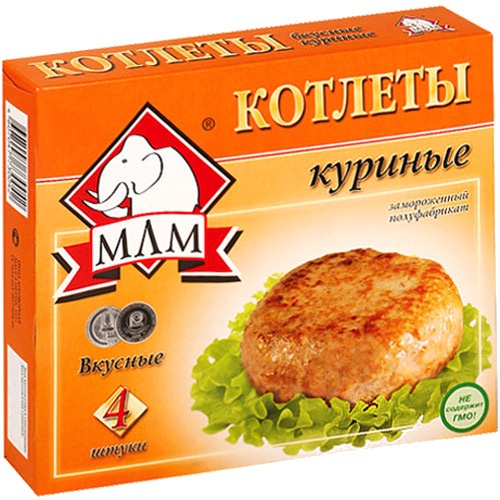 КОТЛЕТЫ
вкусные
куриные
КОТЛЕТЫ
®
куриные
замороженный
полуфабрикат
МЛМ
Вкусные
4
штуки
НЕ
содержит
ГМО!